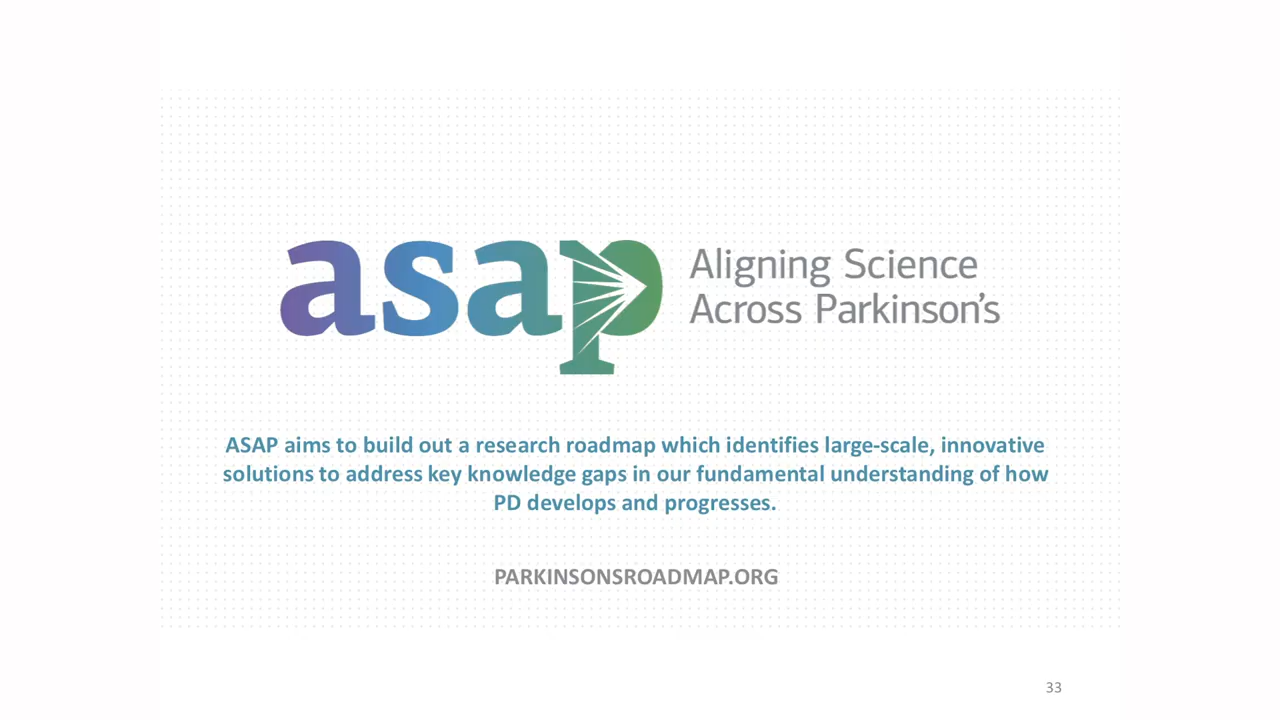 asap
Aligning Science
Across Parkinson's
ASAP aims to build out a research roadmap which identifies large-scale, innovative
solutions to address key knowledge gaps in our fundamental understanding of how
PD develops and progresses.
PARKINSONSROADMAP.ORG
33